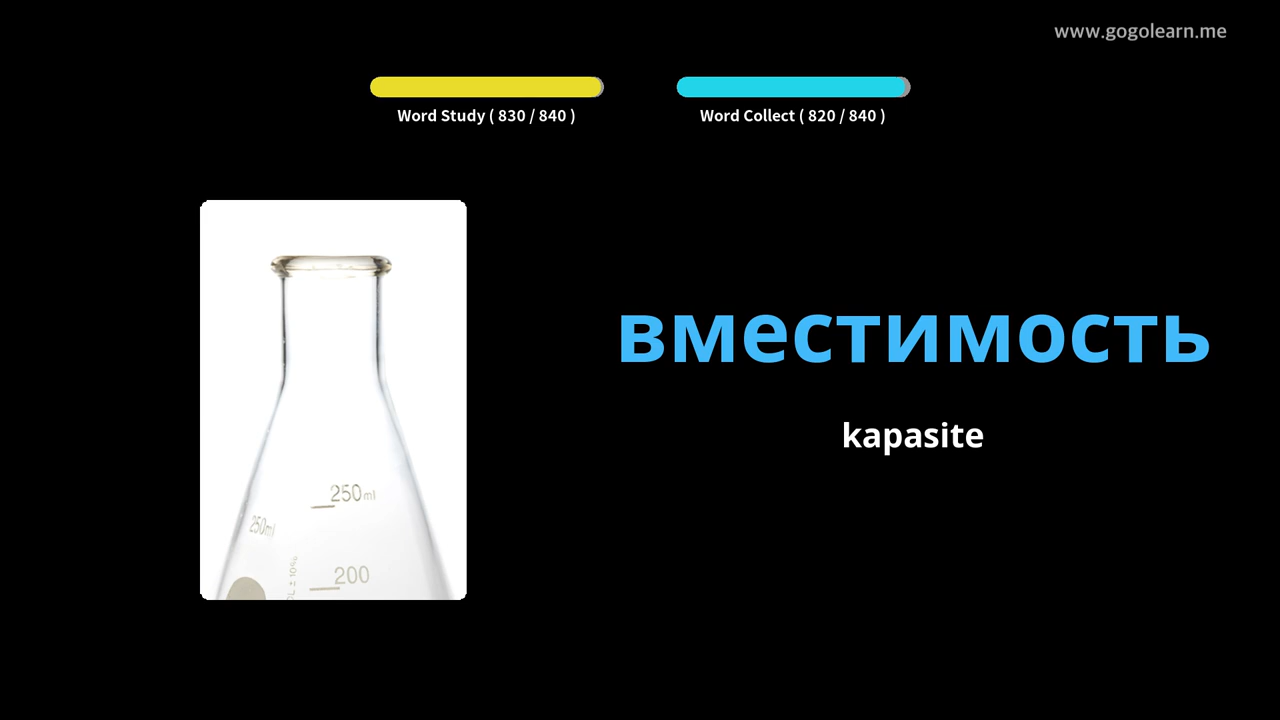 www.gogolearn.me
Word Study ( 830 / 840 )
Word Collect ( 820 / 840 )
вместимость
kapasite
250ml
250ml
200